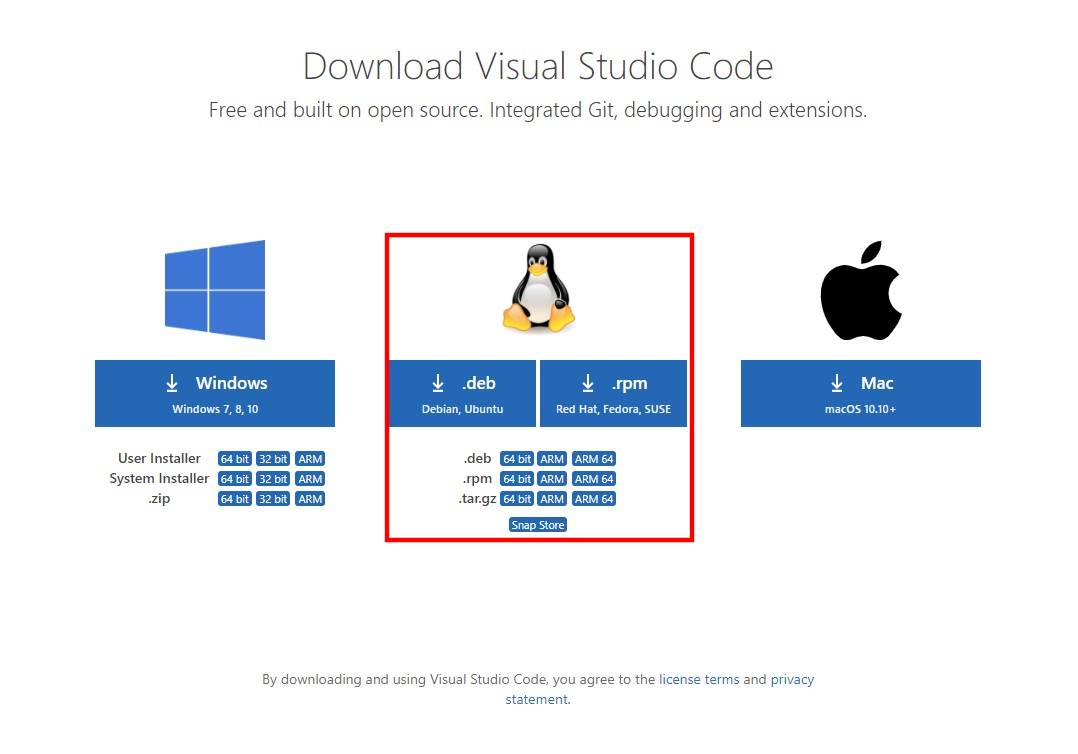 Download Visual Studio Code
Free and built on open source. Integrated Git, debugging and extensions.
Windows
Windows 7, 8, 10
User Installer 64 bit 32 bit ARM
System Installer 64 bit 32 bit ARM
.zip 64 bit 32 bit ARM
.deb
Debian, Ubuntu
.rpm
Red Hat, Fedora, SUSE
.deb 64 bit ARM ARM 64
.rpm 64 bit ARM ARM 64
.tar.gz 64 bit ARM ARM 64
Snap Store
Mac
macOS 10.10+
By downloading and using Visual Studio Code, you agree to the license terms and privacy
statement.